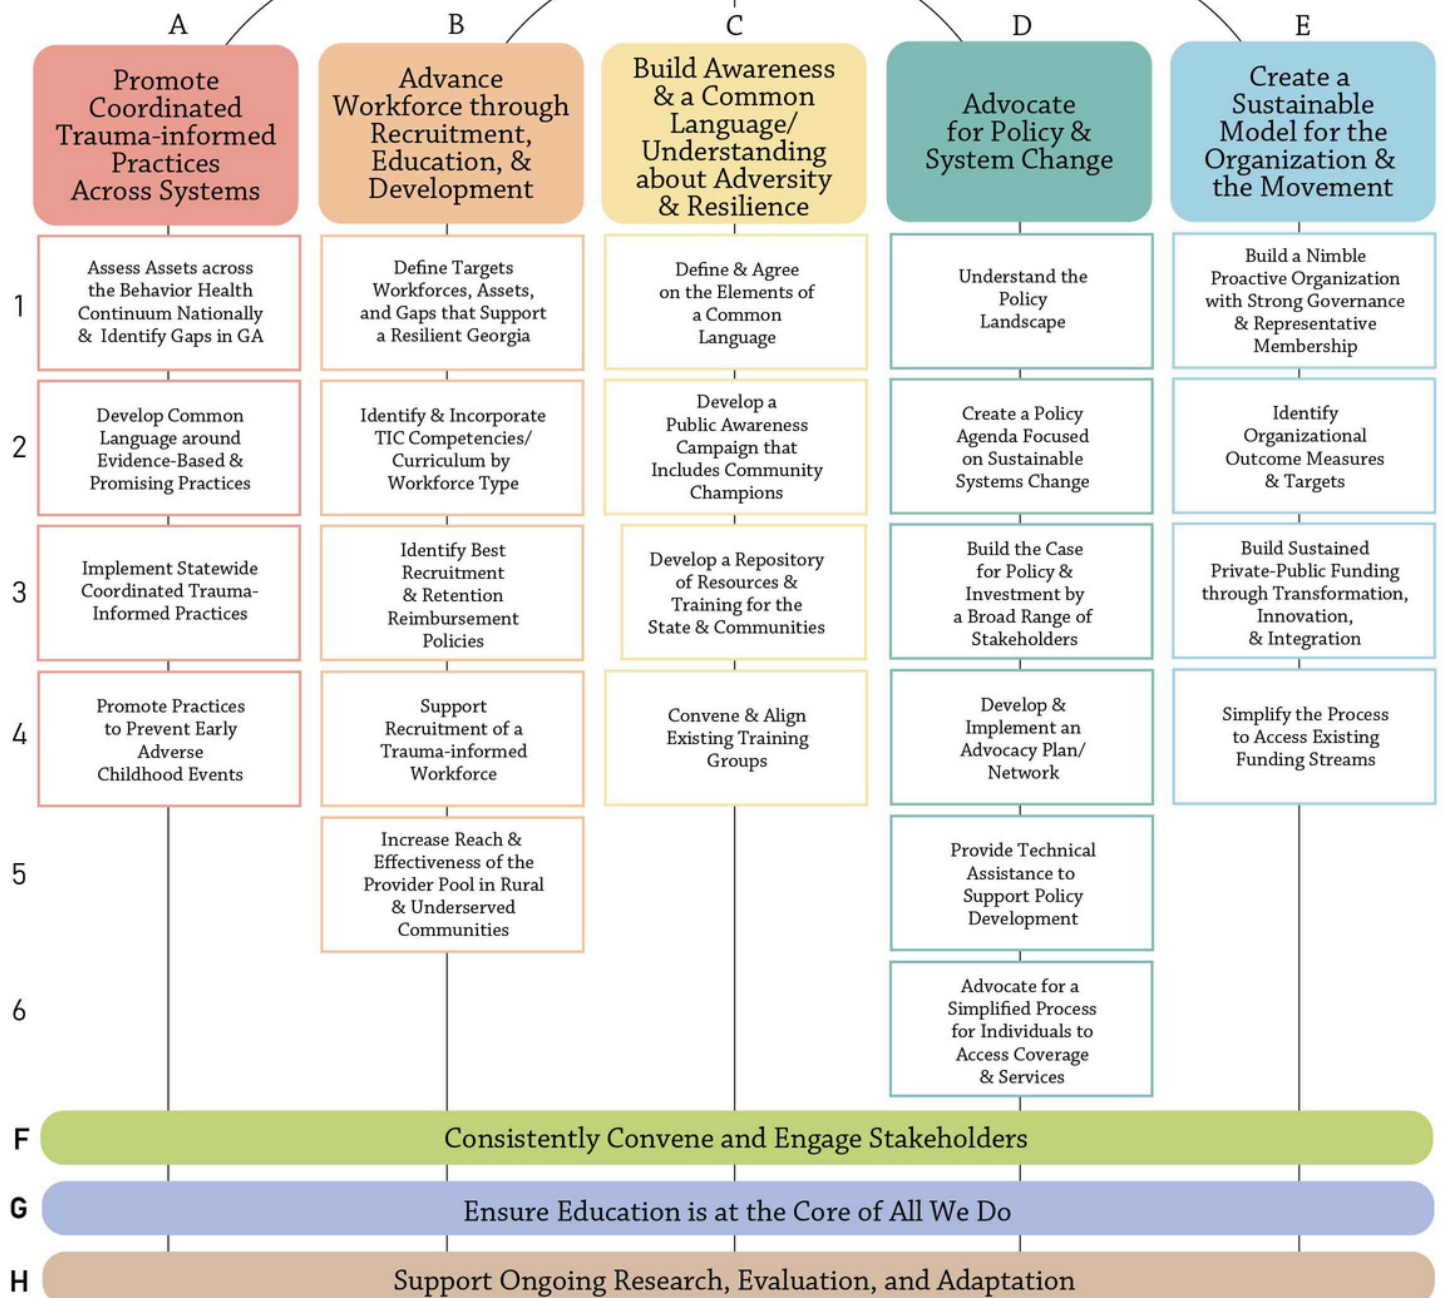 A
B
C
D
E
Promote
Coordinated
Trauma-informed
Practices
Across Systems
Advance
Workforce through
Recruitment,
Education, &
Development
Build Awareness
& a Common
Language/
Understanding
about Adversity
& Resilience
Advocate
for Policy &
System Change
Create a
Sustainable
Model for the
Organization &
the Movement
1
Assess Assets across
the Behavior Health
Continuum Nationally
& Identify Gaps in GA
Define Targets
Workforces, Assets,
and Gaps that Support
a Resilient Georgia
Define & Agree
on the Elements of
a Common
Language
Understand the
Policy
Landscape
Build a Nimble
Proactive Organization
with Strong Governance
& Representative
Membership
2
Develop Common
Language around
Evidence-Based &
Promising Practices
Identify & Incorporate
TIC Competencies/
Curriculum by
Workforce Type
Develop a
Public Awareness
Campaign that
Includes Community
Champions
Create a Policy
Agenda Focused
on Sustainable
Systems Change
Identify
Organizational
Outcome Measures
& Targets
3
Implement Statewide
Coordinated Trauma-
Informed Practices
Identify Best
Recruitment
& Retention
Reimbursement
Policies
Develop a Repository
of Resources &
Training for the
State & Communities
Build the Case
for Policy &
Investment by
a Broad Range of
Stakeholders
Build Sustained
Private-Public Funding
through Transformation,
Innovation,
& Integration
4
Promote Practices
to Prevent Early
Adverse
Childhood Events
Support
Recruitment of a
Trauma-informed
Workforce
Convene & Align
Existing Training
Groups
Develop &
Implement an
Advocacy Plan/
Network
Simplify the Process
to Access Existing
Funding Streams
5
Increase Reach &
Effectiveness of the
Provider Pool in Rural
& Underserved
Communities
Provide Technical
Assistance to
Support Policy
Development
6
Advocate for a
Simplified Process
for Individuals to
Access Coverage
& Services
F
Consistently Convene and Engage Stakeholders
G
Ensure Education is at the Core of All We Do
H
Support Ongoing Research, Evaluation, and Adaptation